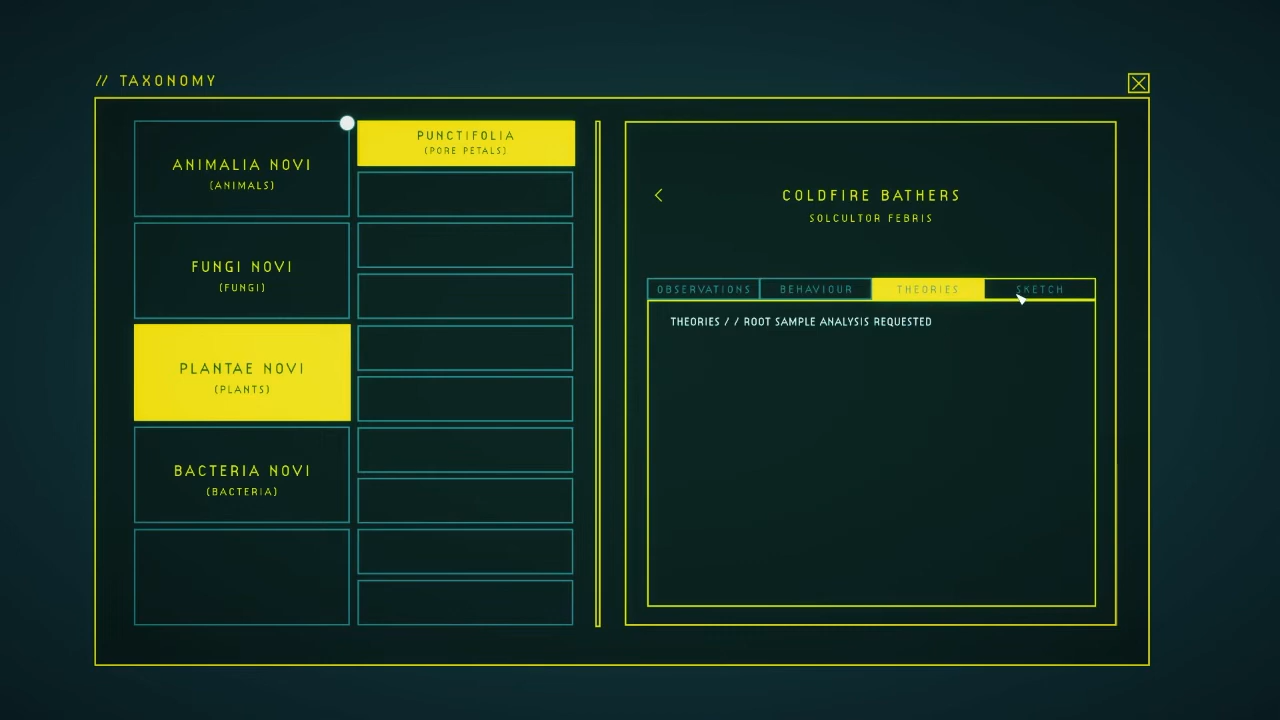 // TAXONOMY
ANIMALIA NOVI
(ANIMALS)
FUNGI NOVI
(FUNGI)
PLANTAE NOVI
(PLANTS)
BACTERIA NOVI
(BACTERIA)
PUNCTIFOLIA
(PORE PETALS)
COLDFIRE BATHERS
SOLCULTOR FEBRIS
OBSERVATIONS BEHAVIOUR THEORIES SKETCH
THEORIES / / ROOT SAMPLE ANALYSIS REQUESTED